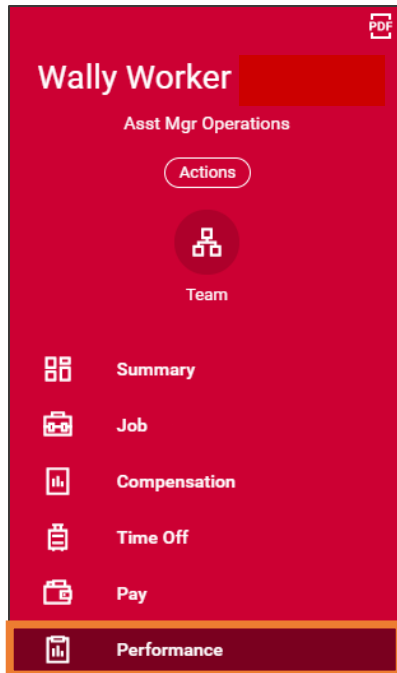 PDF
Wally Worker
Asst Mgr Operations
Actions
Team
Summary
Job
Compensation
Time Off
Pay
Performance